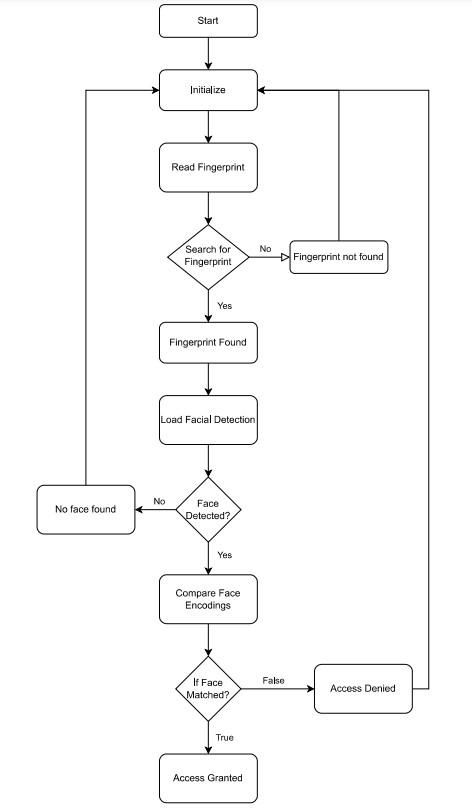 Start
Initialize
Read Fingerprint
Search for
Fingerprint
No
Fingerprint not found
Yes
Fingerprint Found
Load Facial Detection
Face
Detected?
No
No face found
Yes
Compare Face
Encodings
If Face
Matched?
False
Access Denied
True
Access Granted